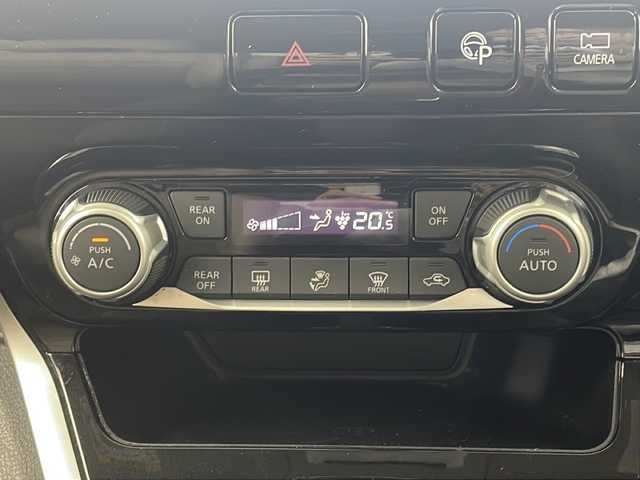 P
CAMERA
REAR
ON
20.5°C
ON
OFF
PUSH
A/C
PUSH
AUTO
REAR
OFF
REAR
FRONT